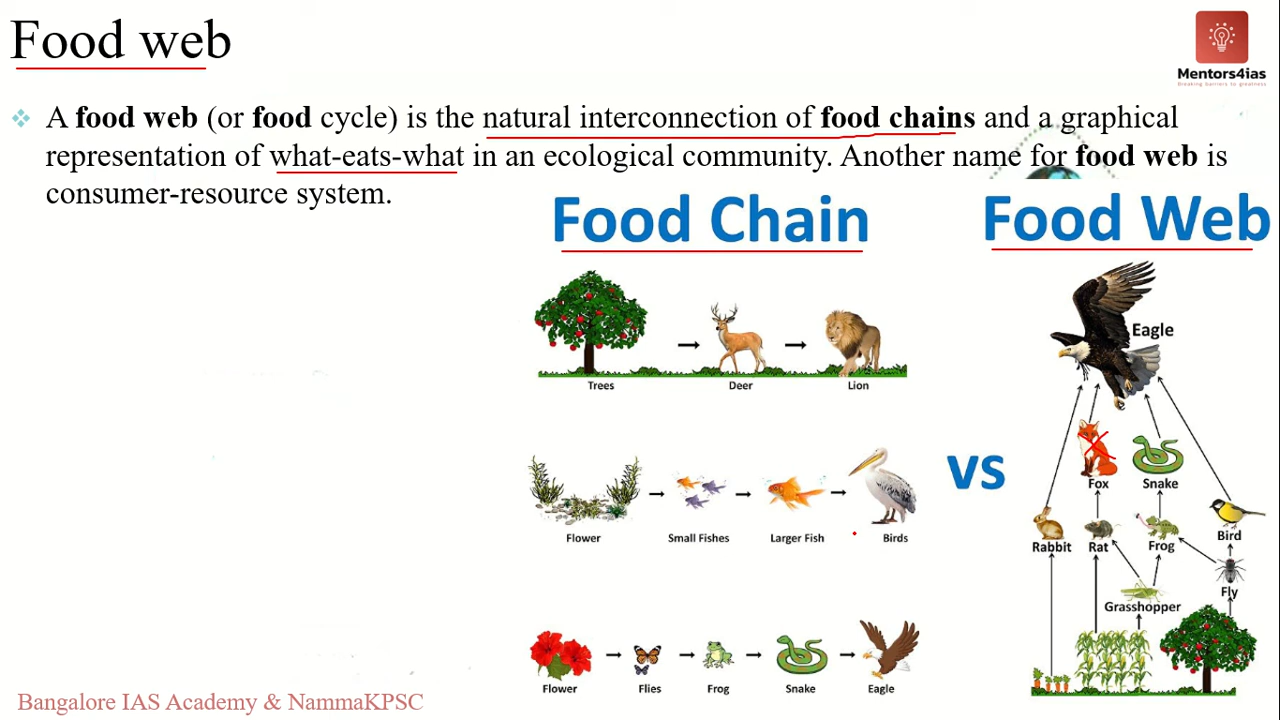 Food web
Mentors4ias
Breaking barriers to greatness
A food web (or food cycle) is the natural interconnection of food chains and a graphical
representation of what-eats-what in an ecological community. Another name for food web is
consumer-resource system.
Food Chain
Trees
Deer
Lion
Flower
Small Fishes
Larger Fish
Birds
Flower
Flies
Frog
Snake
Eagle
vs
Food Web
Eagle
Fox
Snake
Rabbit
Rat
Frog
Bird
Fly
Grasshopper
Bangalore IAS Academy & NammaKPSC